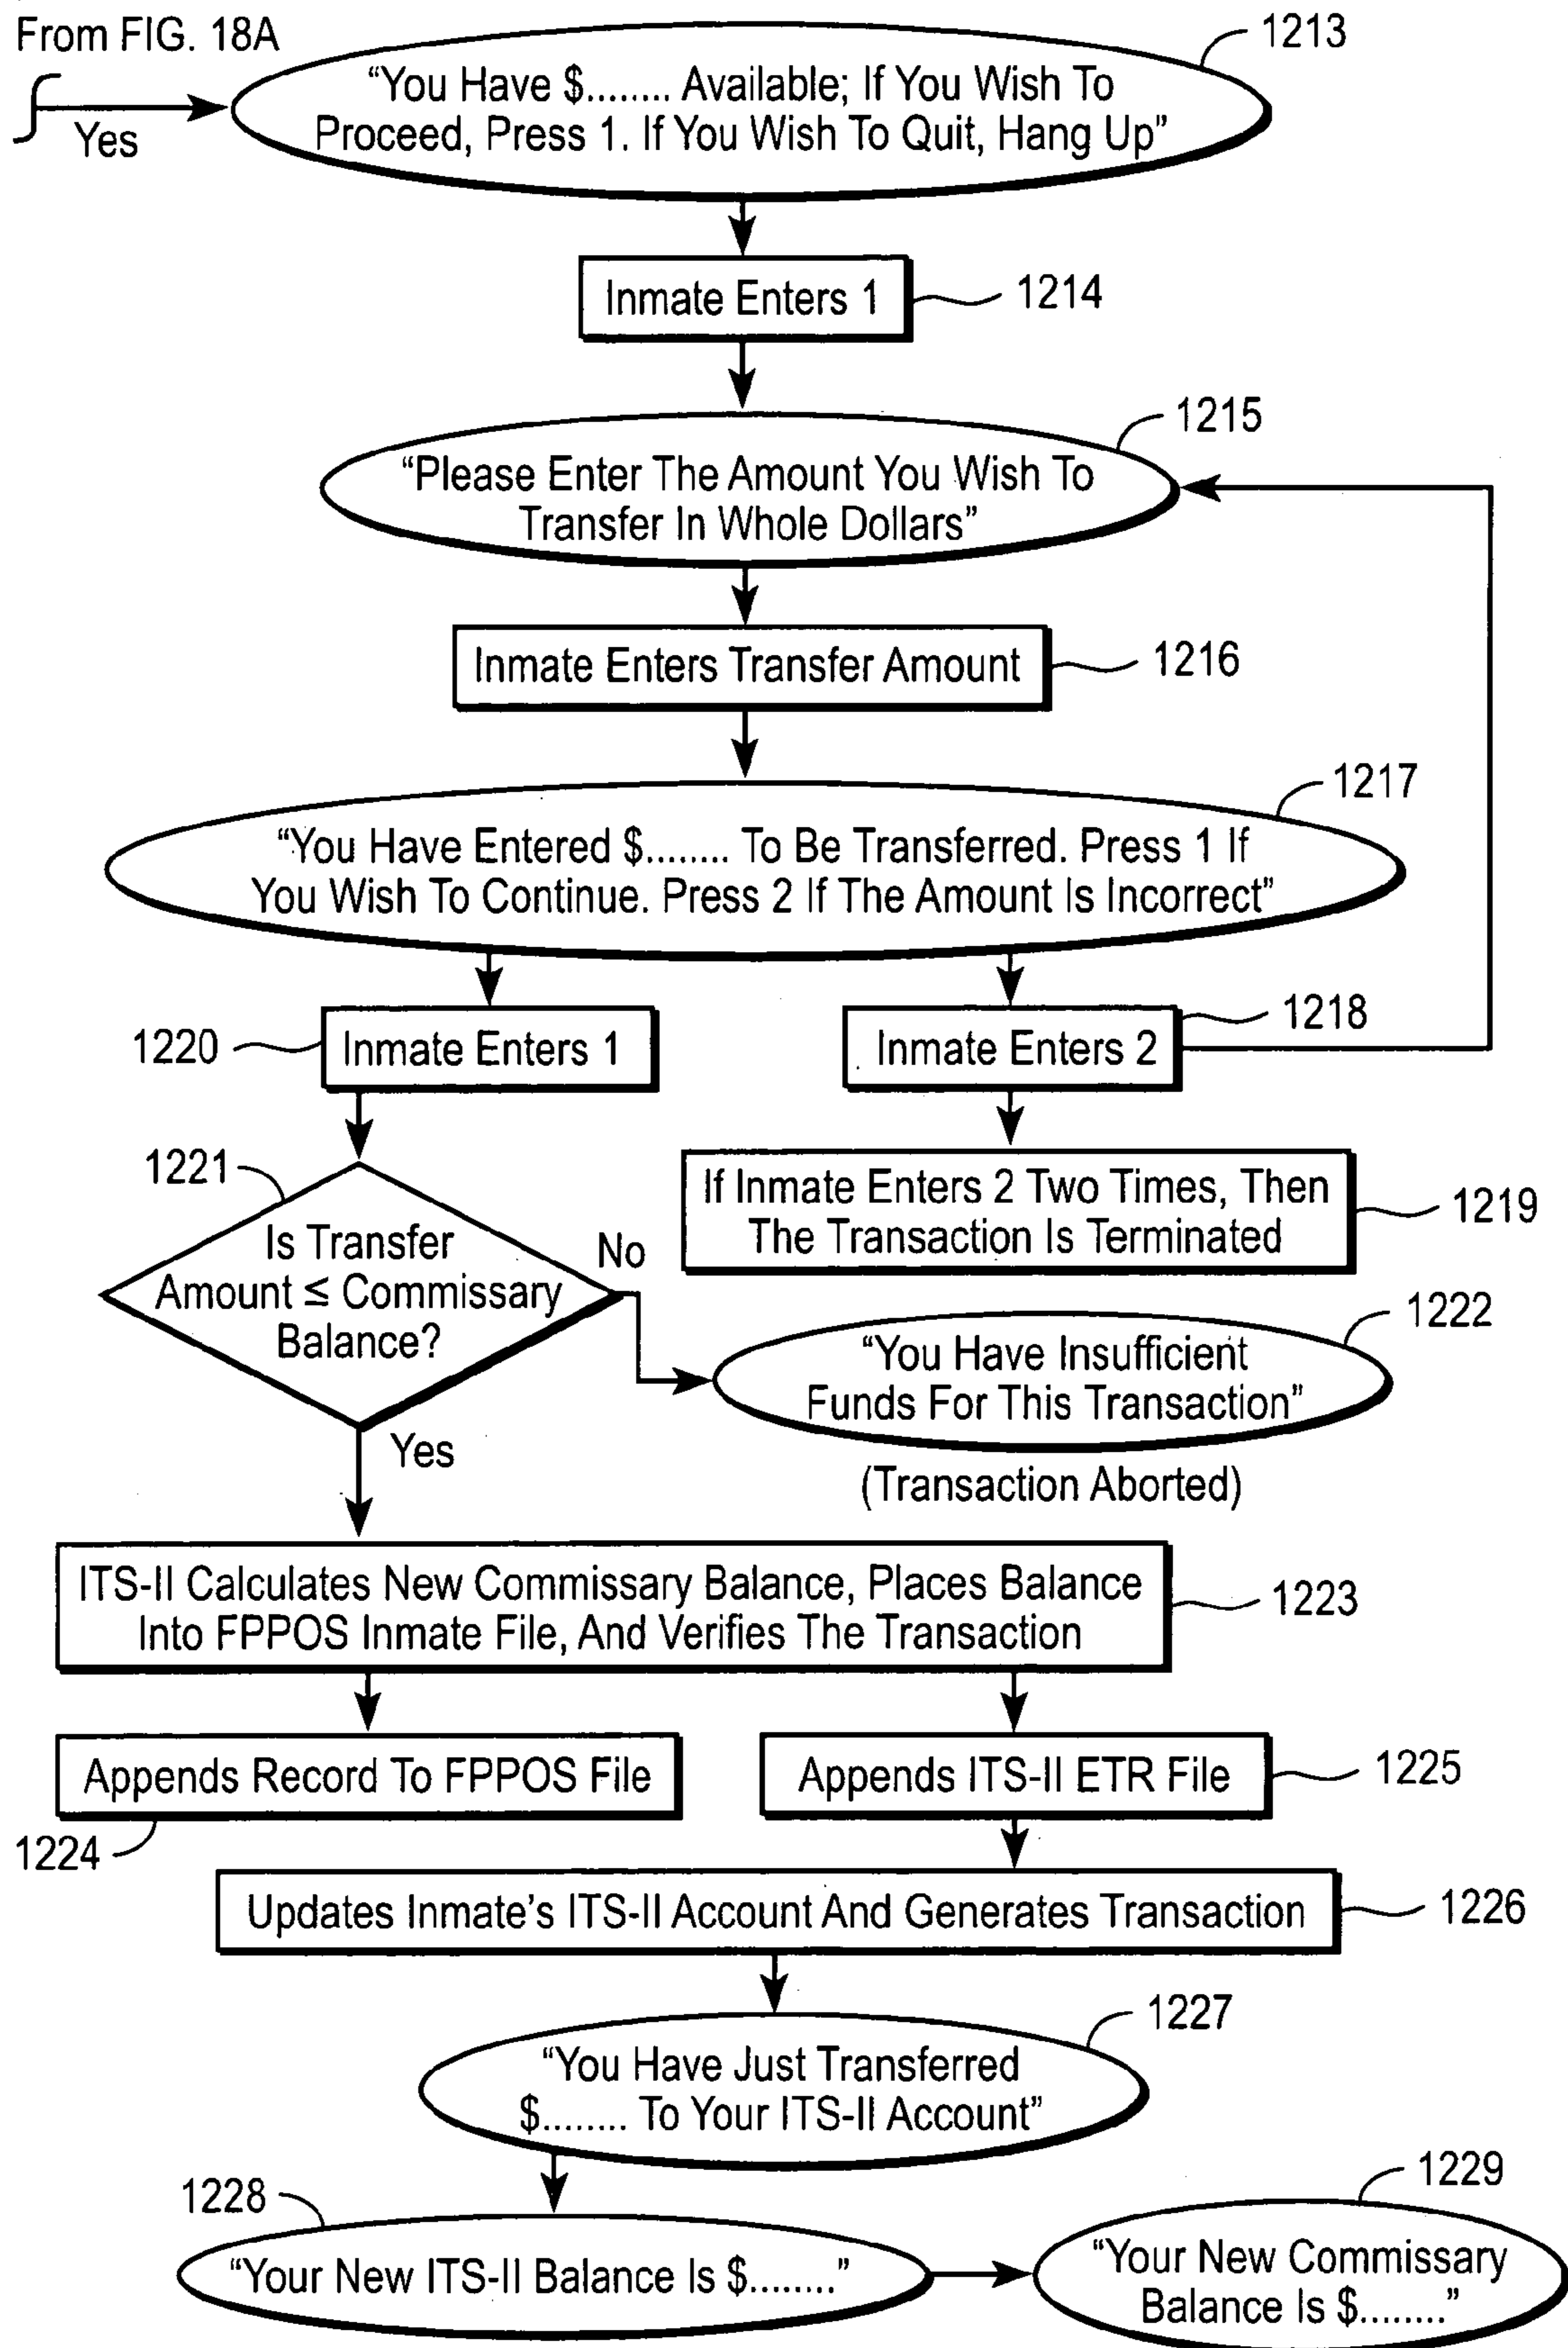 From FIG. 18A
1213
“You Have $........ Available; If You Wish To
Proceed, Press 1. If You Wish To Quit, Hang Up”
Yes
Inmate Enters 1
1214
1215
“Please Enter The Amount You Wish To
Transfer In Whole Dollars”
Inmate Enters Transfer Amount
1216
1217
“You Have Entered $........ To Be Transferred. Press 1 If
You Wish To Continue. Press 2 If The Amount Is Incorrect”
1220
Inmate Enters 1
Inmate Enters 2
1218
1221
Is Transfer
Amount ≤ Commissary
Balance?
No
If Inmate Enters 2 Two Times, Then
The Transaction Is Terminated
1219
1222
“You Have Insufficient
Funds For This Transaction”
(Transaction Aborted)
Yes
ITS-II Calculates New Commissary Balance, Places Balance
Into FPPOS Inmate File, And Verifies The Transaction
1223
Appends Record To FPPOS File
1224
Appends ITS-II ETR File
1225
Updates Inmate’s ITS-II Account And Generates Transaction
1226
1227
“You Have Just Transferred
$........ To Your ITS-II Account”
1228
“Your New ITS-II Balance Is $........”
1229
“Your New Commissary
Balance Is $........”